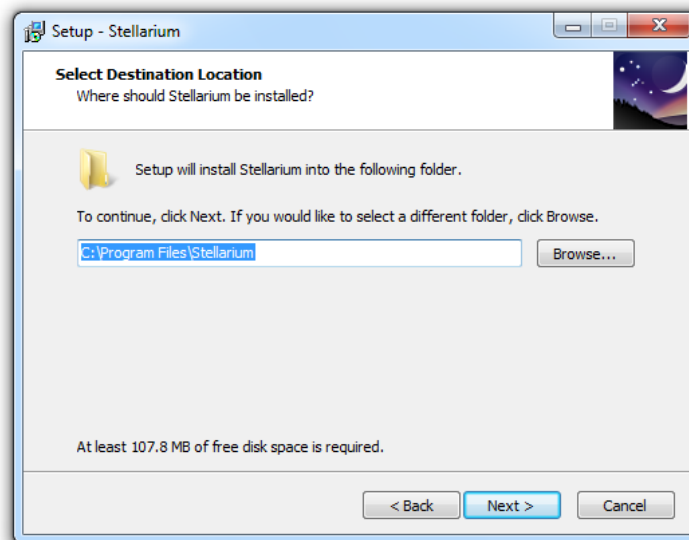 Setup - Stellarium
Select Destination Location
Where should Stellarium be installed?
Setup will install Stellarium into the following folder.
To continue, click Next. If you would like to select a different folder, click Browse.
C:\Program Files\Stellarium
Browse...
At least 107.8 MB of free disk space is required.
< Back
Next >
Cancel